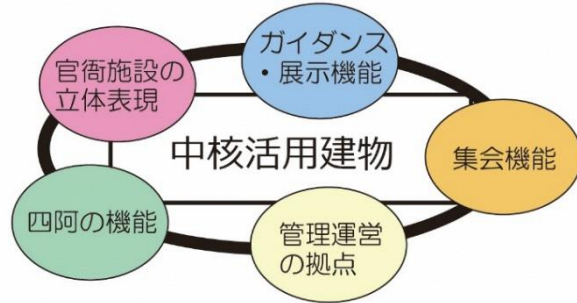 ガイダンス
・展示機能
官衙施設の
立体表現
中核活用建物
集会機能
四阿の機能
管理運営
の拠点